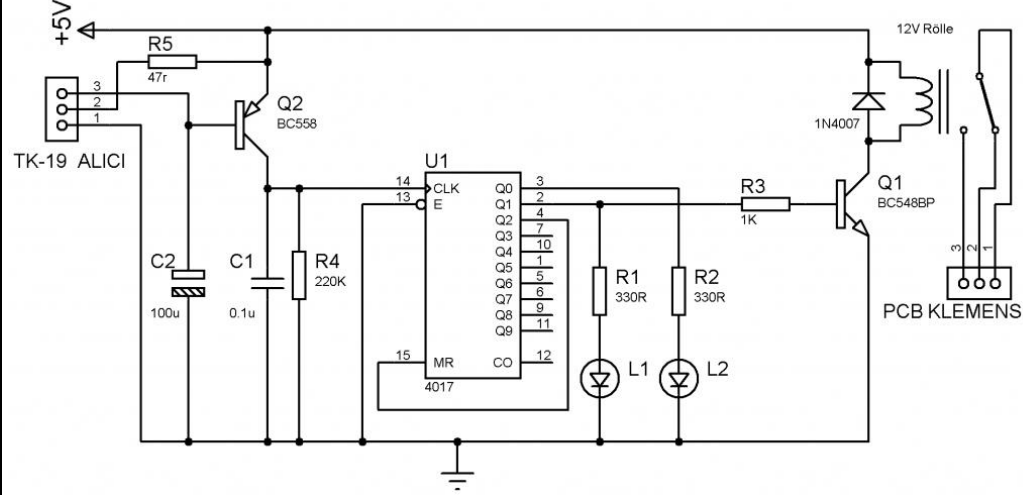 +5V
12V Rölle
R5
47r
3
2
1
TK-19 ALICI
Q2
BC558
1N4007
U1
14
CLK
13
E
Q0
3
Q1
2
Q2
4
Q3
7
Q4
10
Q5
1
Q6
5
Q7
6
Q8
9
Q9
11
15
MR
CO
12
4017
R3
1K
Q1
BC548BP
C2
100u
C1
0.1u
R4
220K
R1
330R
R2
330R
L1
L2
3
2
1
PCB KLEMENS